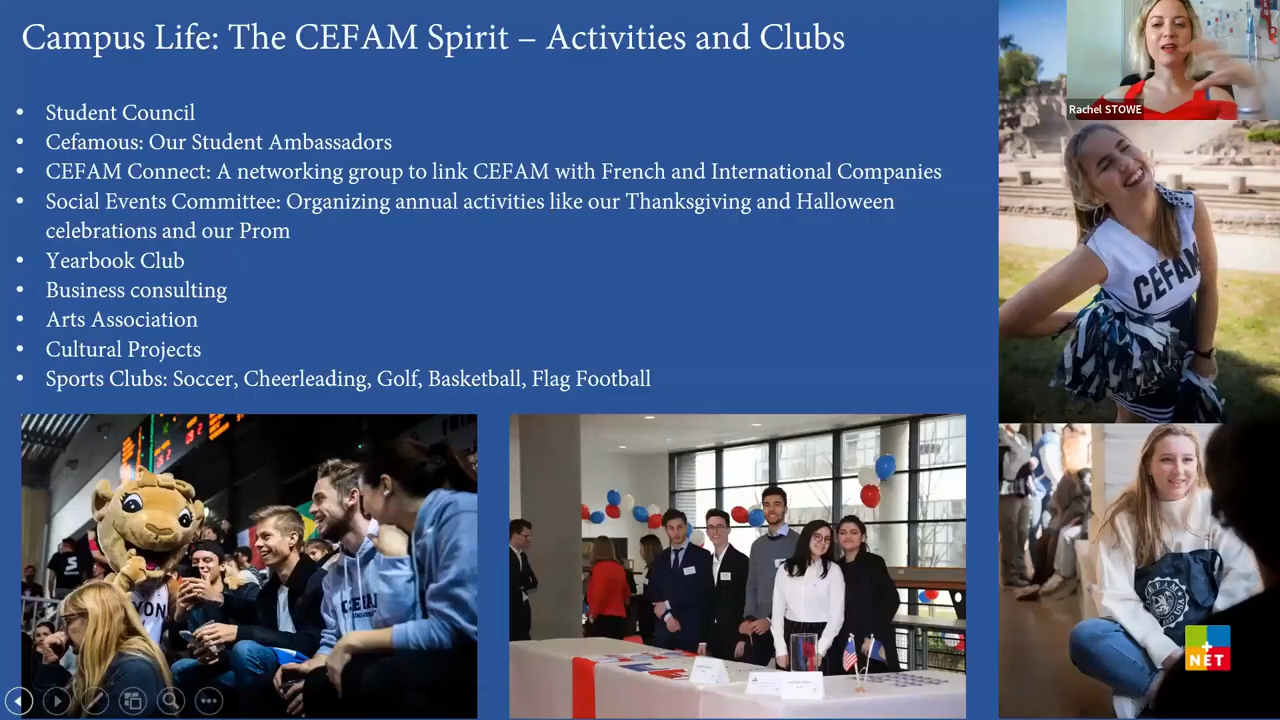 Campus Life: The CEFAM Spirit – Activities and Clubs
• Student Council
• Cefamous: Our Student Ambassadors
• CEFAM Connect: A networking group to link CEFAM with French and International Companies
• Social Events Committee: Organizing annual activities like our Thanksgiving and Halloween
celebrations and our Prom
• Yearbook Club
• Business consulting
• Arts Association
• Cultural Projects
• Sports Clubs: Soccer, Cheerleading, Golf, Basketball, Flag Football
Rachel STOWE
CEFAM
+
NET